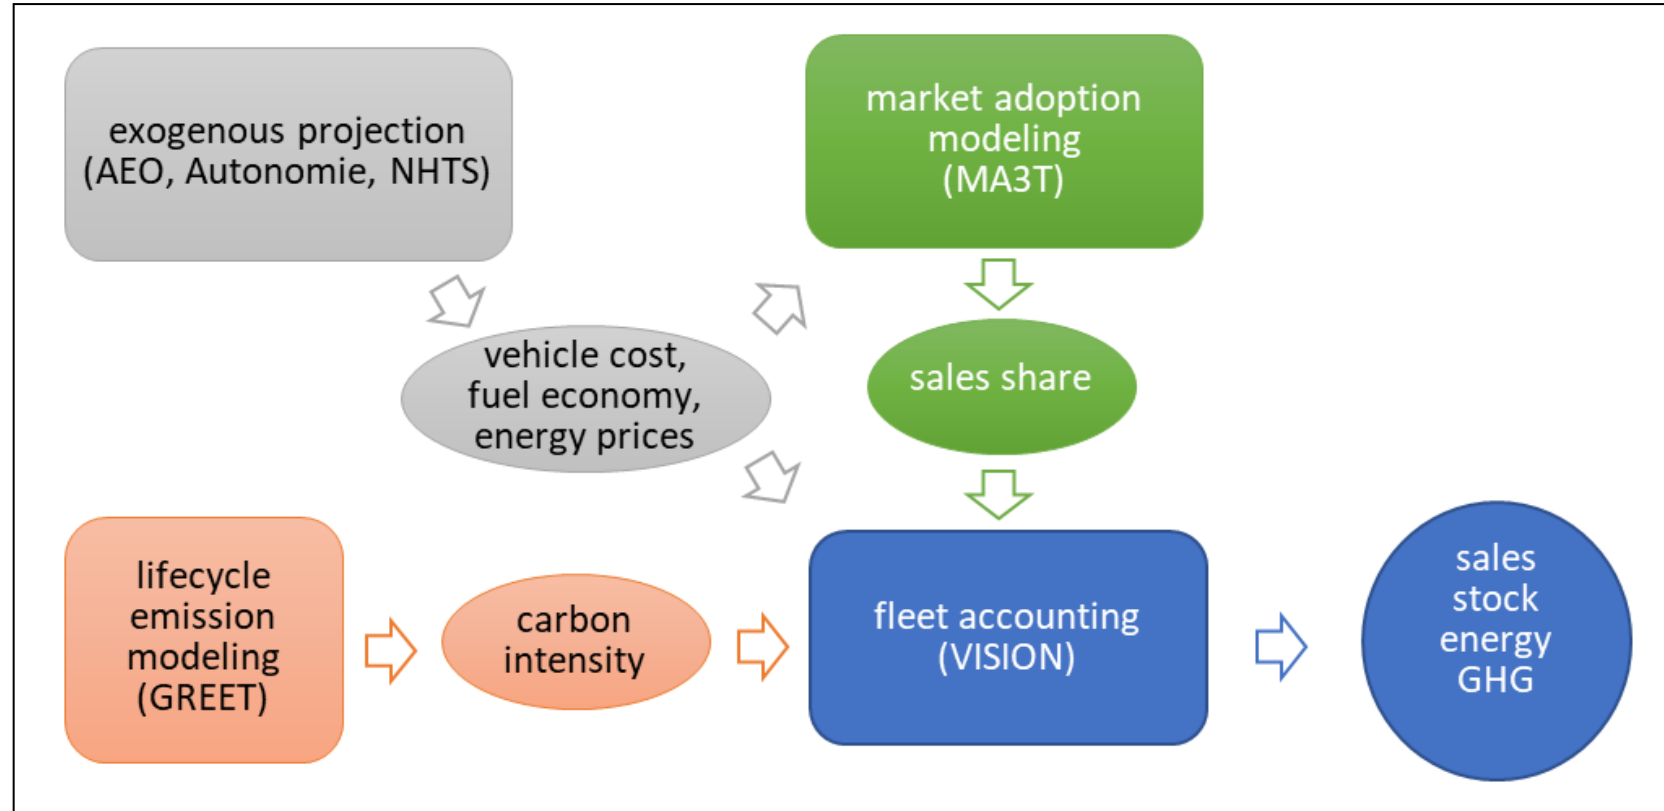 exogenous projection
(AEO, Autonomie, NHTS)
market adoption
modeling
(MA3T)
vehicle cost,
fuel economy,
energy prices
sales share
lifecycle
emission
modeling
(GREET)
carbon
intensity
fleet accounting
(VISION)
sales
stock
energy
GHG